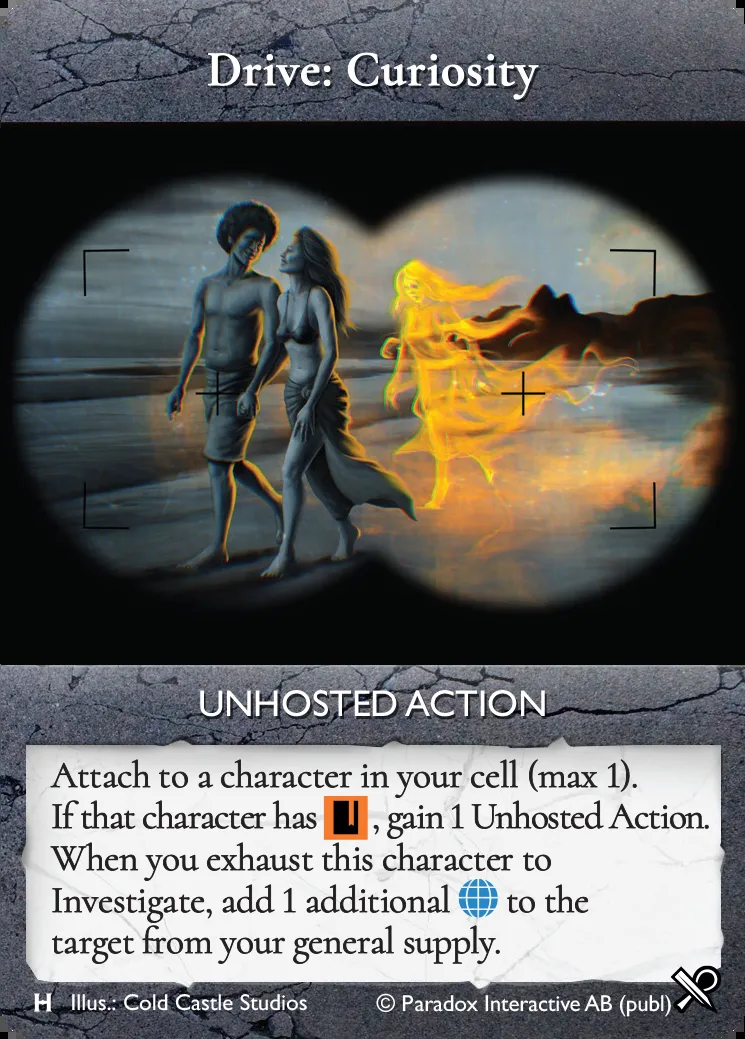 Drive: Curiosity
UNHOSTED ACTION
Attach to a character in your cell (max 1).
If that character has , gain 1 Unhosted Action.
When you exhaust this character to
Investigate, add 1 additional to the
target from your general supply.
H Illus.: Cold Castle Studios © Paradox Interactive AB (publ)